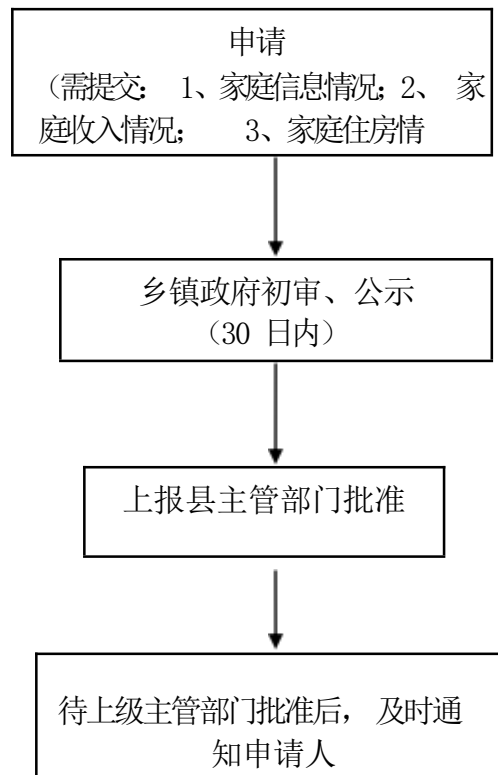 申请
（需提交： 1、家庭信息情况；2、 家
庭收入情况； 3、家庭住房情
乡镇政府初审、公示
（30 日内）
上报县主管部门批准
待上级主管部门批准后， 及时通
知申请人